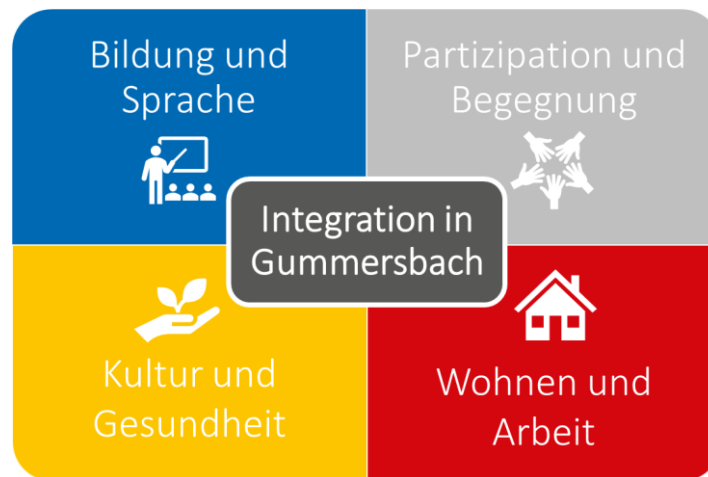 Bildung und
Sprache
Partizipation und
Begegnung
Integration in
Gummersbach
Kultur und
Gesundheit
Wohnen und
Arbeit